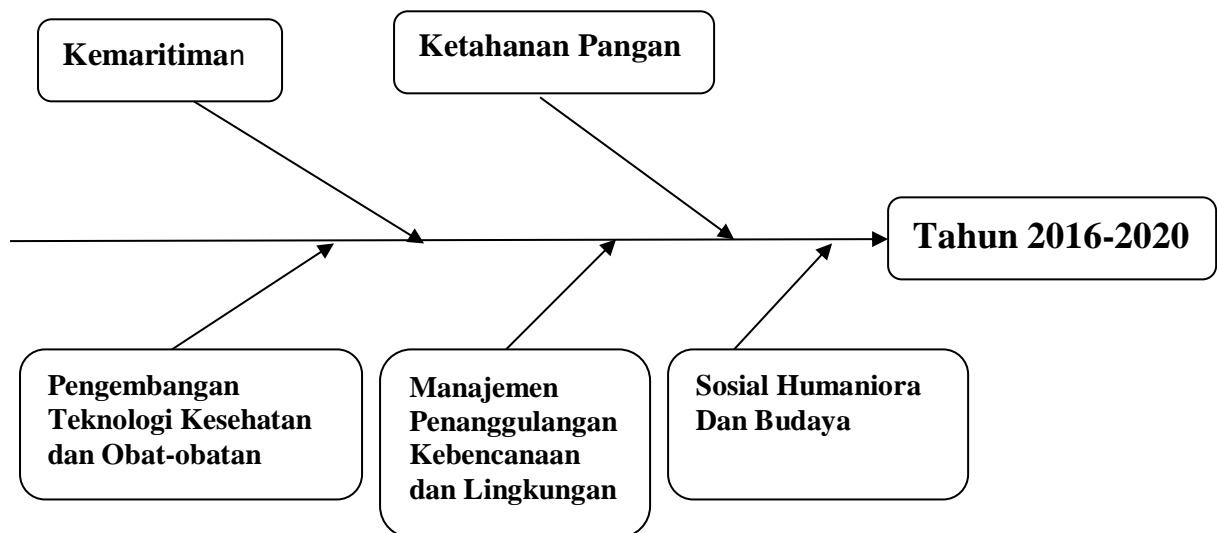 Kemaritiman
Ketahanan Pangan
Tahun 2016-2020
Pengembangan
Teknologi Kesehatan
dan Obat-obatan
Manajemen
Penanggulangan
Kebencanaan
dan Lingkungan
Sosial Humaniora
Dan Budaya